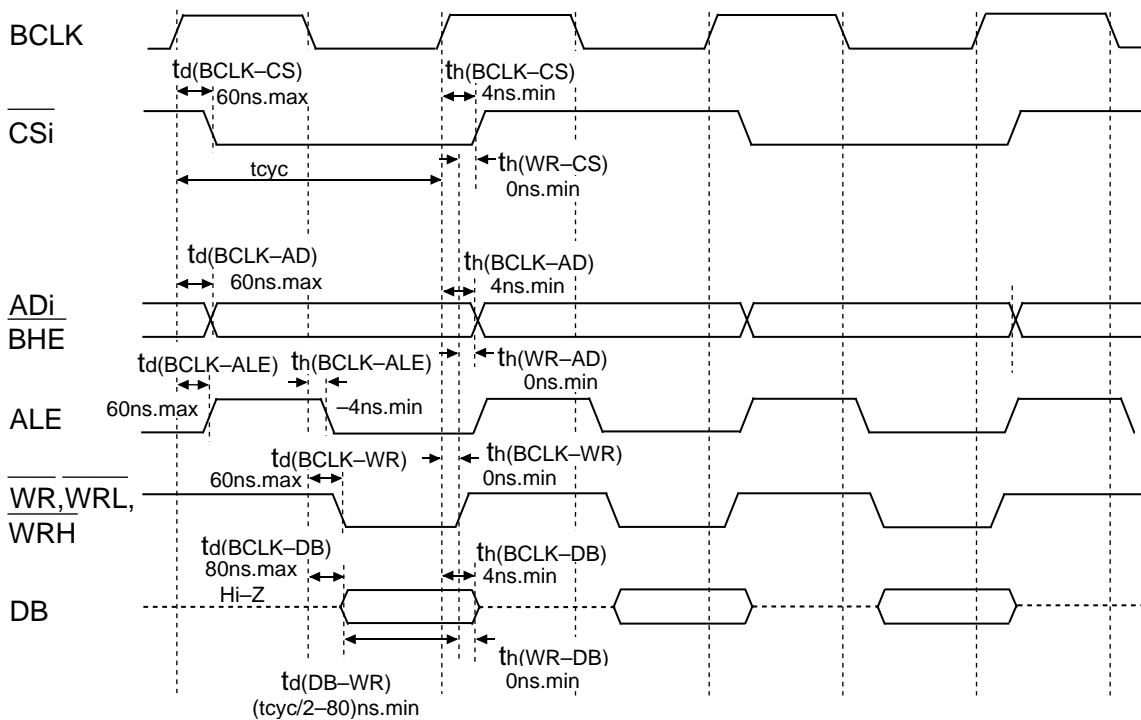 BCLK
td(BCLK–CS)
60ns.max
th(BCLK–CS)
4ns.min
CSi
tcyc
th(WR–CS)
0ns.min
td(BCLK–AD)
60ns.max
th(BCLK–AD)
4ns.min
ADi
BHE
td(BCLK–ALE)
th(BCLK–ALE)
th(WR–AD)
0ns.min
60ns.max
–4ns.min
ALE
td(BCLK–WR)
60ns.max
th(BCLK–WR)
0ns.min
WR,WRL,
WRH
td(BCLK–DB)
80ns.max
th(BCLK–DB)
4ns.min
Hi–Z
DB
th(WR–DB)
0ns.min
td(DB–WR)
(tcyc/2–80)ns.min